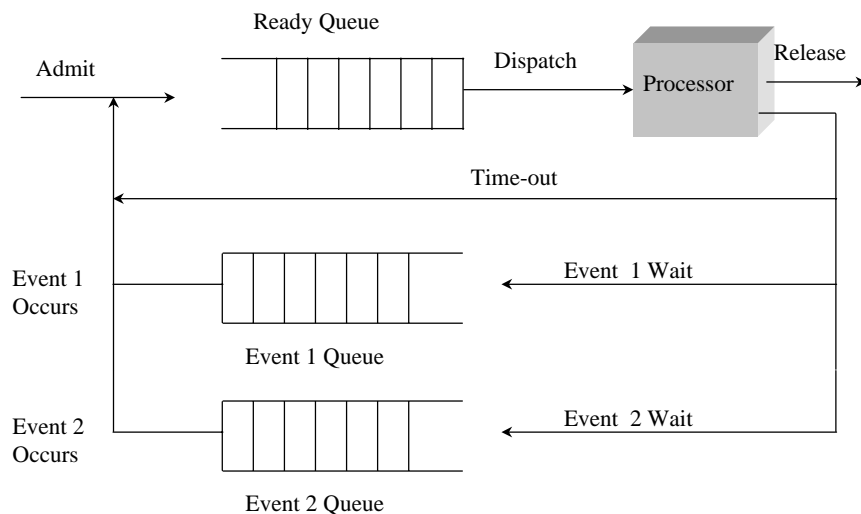 Ready Queue
Admit
Dispatch
Processor
Release
Time-out
Event 1
Occurs
Event 1 Wait
Event 1 Queue
Event 2
Occurs
Event 2 Wait
Event 2 Queue